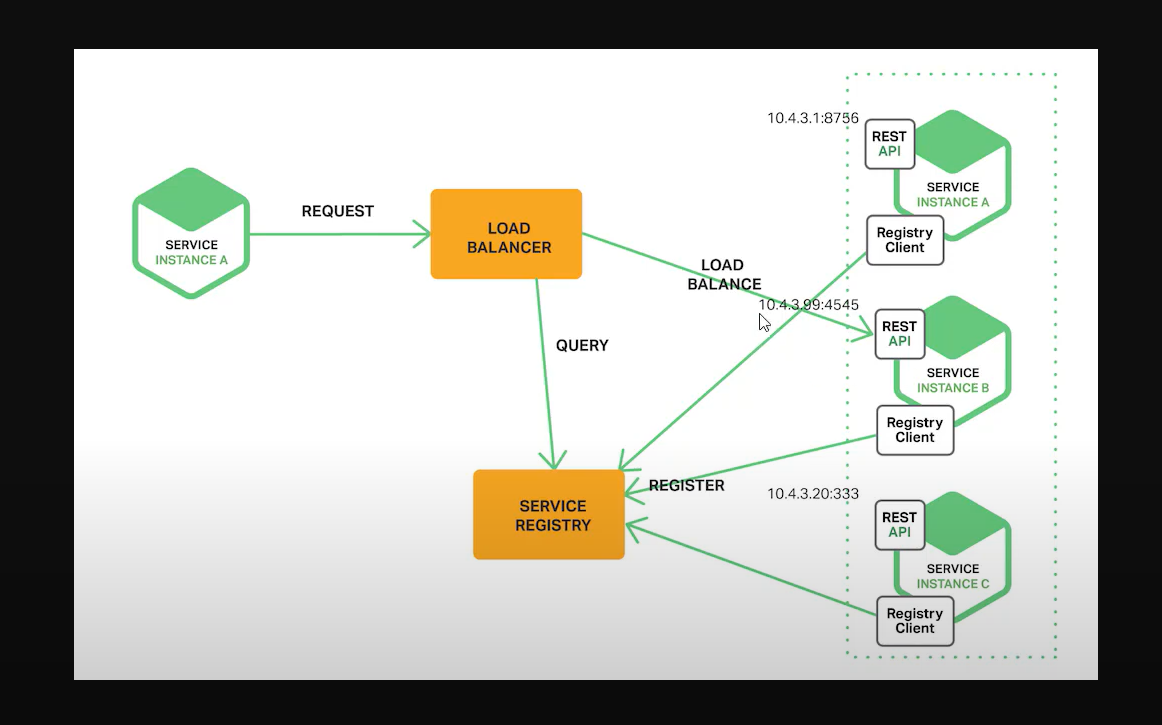 10.4.3.1:8756
REST
API
SERVICE
INSTANCE A
Registry
Client
SERVICE
INSTANCE A
REQUEST
LOAD
BALANCER
LOAD
BALANCE
10.4.3.99:4545
REST
API
SERVICE
INSTANCE B
Registry
Client
QUERY
SERVICE
REGISTRY
REGISTER
10.4.3.20:333
REST
API
SERVICE
INSTANCE C
Registry
Client